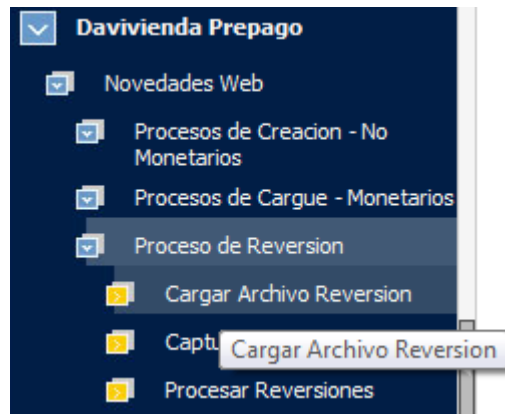 Davivienda Prepago
Novedades Web
Procesos de Creacion - No
Monetarios
Procesos de Cargue - Monetarios
Proceso de Reversion
Cargar Archivo Reversion
Captu
Cargar Archivo Reversion
Procesar Reversiones